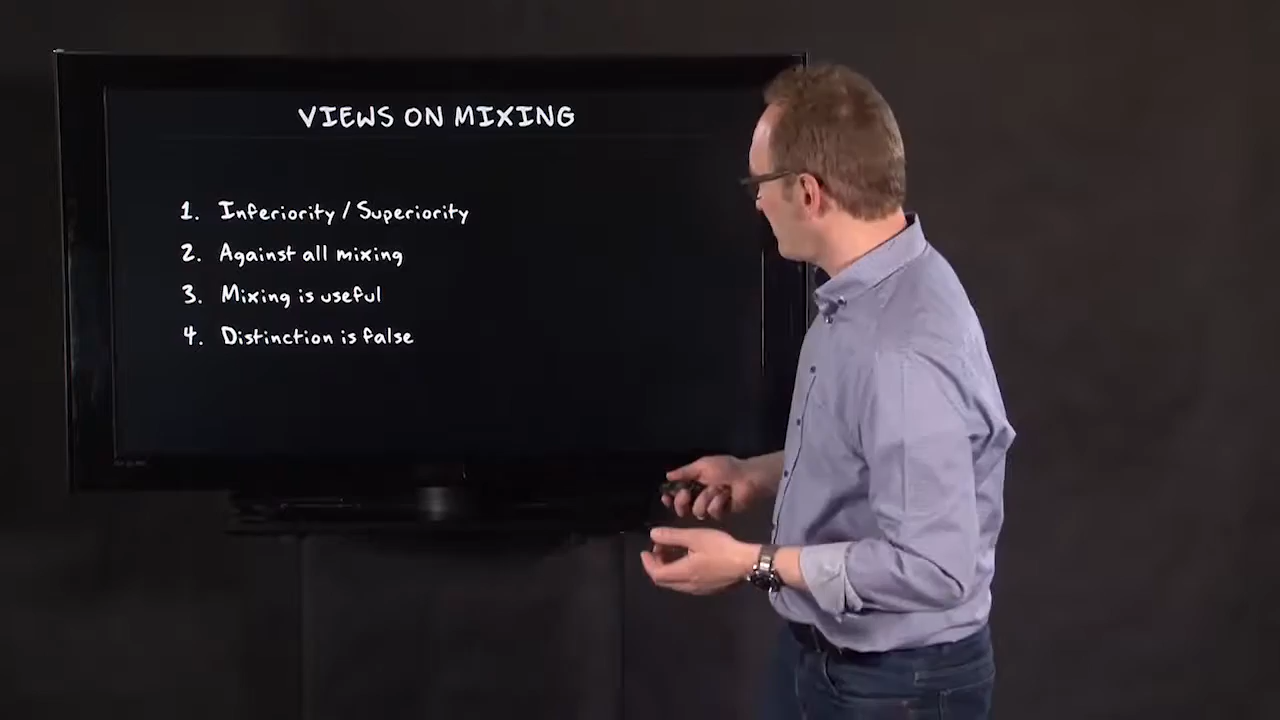 VIEWS ON MIXING
1. Inferiority / Superiority
2. Against all mixing
3. Mixing is useful
4. Distinction is false